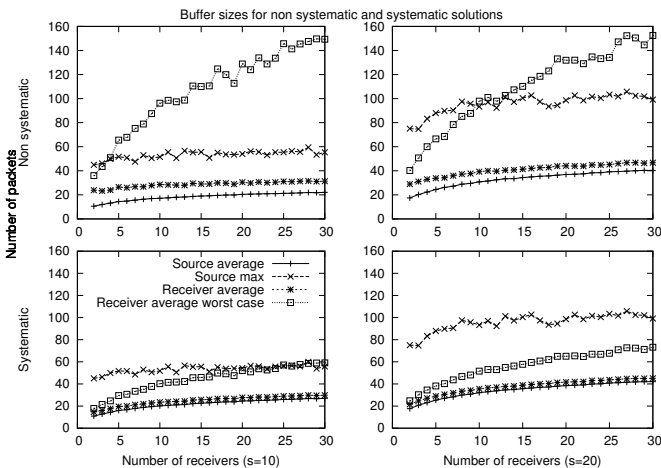 Buffer sizes for non systematic and systematic solutions
Number of packets
Non systematic
160
140
120
100
80
60
40
20
0
0 5 10 15 20 25 30
160
140
120
100
80
60
40
20
0
0 5 10 15 20 25 30
Systematic
160
140
120
100
80
60
40
20
0
Source average
Source max
Receiver average
Receiver average worst case
0 5 10 15 20 25 30
Number of receivers (s=10)
160
140
120
100
80
60
40
20
0
0 5 10 15 20 25 30
Number of receivers (s=20)